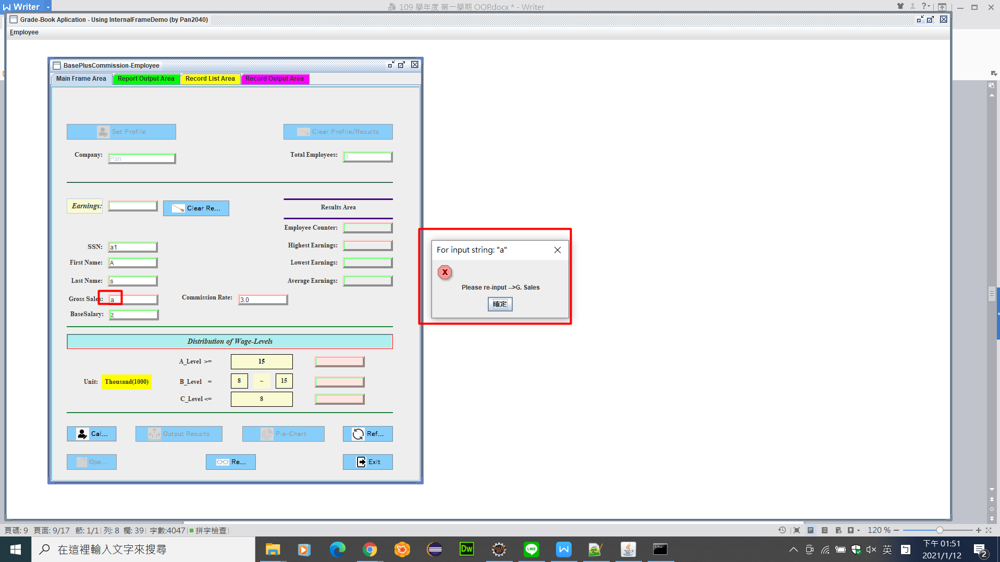 Writer
109 學年度 第一學期 OOP.docx * - Writer
Grade-Book Aplication - Using InternalFrameDemo (by Pan2040)
Employee
BasePlusCommission-Employee
Main Frame Area
Report Output Area
Record List Area
Record Output Area
Set Profile
Clear Profile/Results
Company:
Pan
Total Employees:
3
Earnings:
Clear Re...
Results Area
Employee Counter:
SSN:
a1
Highest Earnings:
First Name:
A
Lowest Earnings:
Last Name:
s
Average Earnings:
Gross Sales:
a
Commission Rate:
3.0
BaseSalary:
z
For input string: "a"
Please re-input -->G. Sales
確定
Distribution of Wage-Levels
A_Level >=
15
Unit:
Thousand(1000)
B_Level =
8
~
15
C_Level <=
8
Cal...
Output Results
Pie-Chart
Ref...
Ope...
Re...
Exit
頁碼: 9 頁面: 9/17 節: 1/1 列: 8 欄: 39 字數:4047 拼字檢查
120 %
在這裡輸入文字來搜尋
Dw
LINE
英
ㄅ
下午 01:51
2021/1/12
2